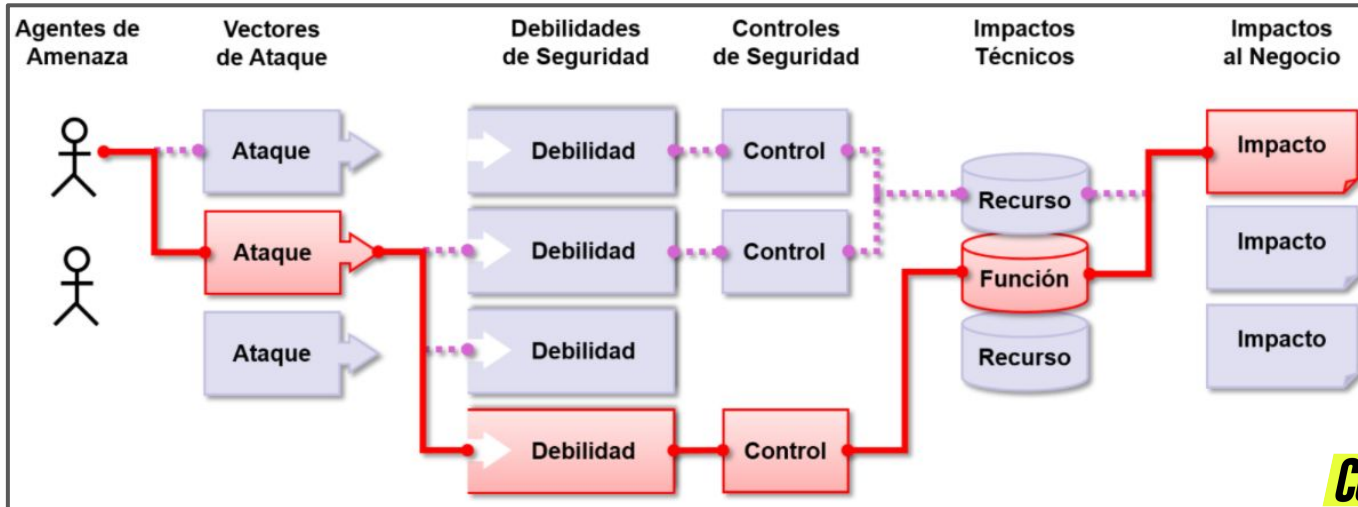 Agentes de
Amenaza
Vectores
de Ataque
Debilidades
de Seguridad
Controles
de Seguridad
Impactos
Técnicos
Impactos
al Negocio
Ataque
Debilidad
Control
Impacto
Recurso
Ataque
Debilidad
Control
Impacto
Función
Ataque
Debilidad
Recurso
Impacto
Debilidad
Control